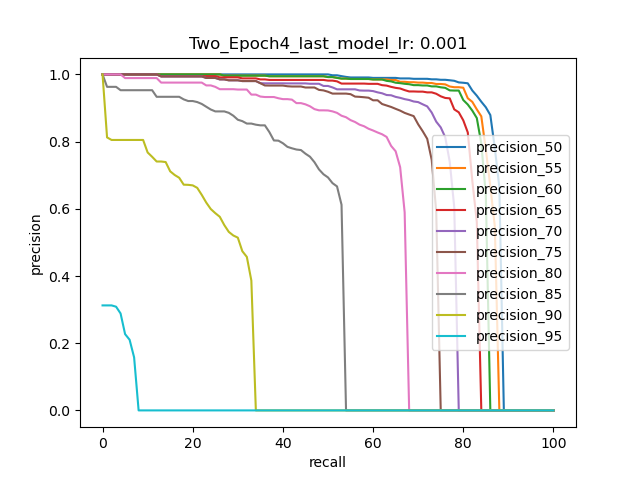 Two_Epoch4_last_model_lr: 0.001
1.0
0.8
0.6
0.4
0.2
0.0
precision
precision_50
precision_55
precision_60
precision_65
precision_70
precision_75
precision_80
precision_85
precision_90
precision_95
0 20 40 60 80 100
recall